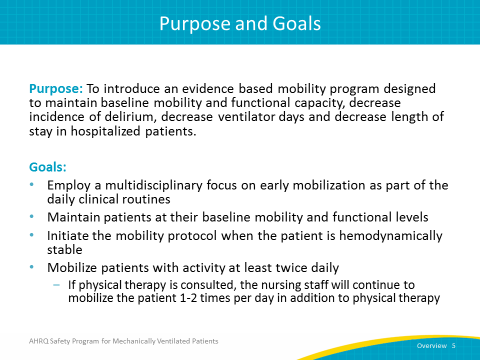 Purpose and Goals
Purpose: To introduce an evidence based mobility program designed
to maintain baseline mobility and functional capacity, decrease
incidence of delirium, decrease ventilator days and decrease length of
stay in hospitalized patients.
Goals:
• Employ a multidisciplinary focus on early mobilization as part of the
daily clinical routines
• Maintain patients at their baseline mobility and functional levels
• Initiate the mobility protocol when the patient is hemodynamically
stable
• Mobilize patients with activity at least twice daily
– If physical therapy is consulted, the nursing staff will continue to
mobilize the patient 1-2 times per day in addition to physical therapy
AHRQ Safety Program for Mechanically Ventilated Patients
Overview 5